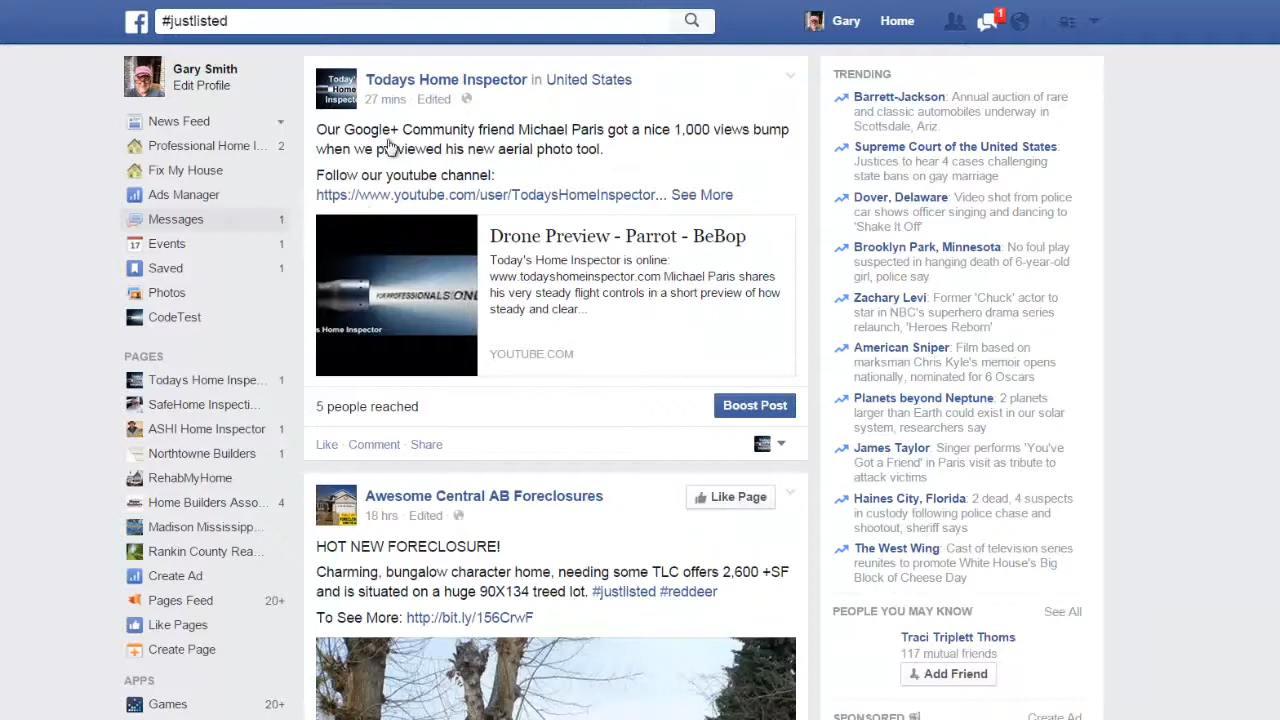 #justlisted
Gary
Home
1
Gary Smith
Edit Profile
News Feed
Professional Home I... 2
Fix My House
Ads Manager
Messages 1
17 Events 1
Saved 1
Photos
CodeTest
PAGES
Todays Home Inspe... 1
SafeHome Inspecti...
ASHI Home Inspector 1
Northtowne Builders 1
RehabMyHome
Home Builders Asso... 4
Madison Mississipp...
Rankin County Rea...
Create Ad
Pages Feed 20+
Like Pages
Create Page
APPS
Games 20+
Today's
Home
Inspector
Todays Home Inspector in United States
27 mins · Edited ·
Our Google+ Community friend Michael Paris got a nice 1,000 views bump
when we previewed his new aerial photo tool.
Follow our youtube channel:
https://www.youtube.com/user/TodaysHomeInspector... See More
FOR PROFESSIONALS ONL
s Home Inspector
Drone Preview - Parrot - BeBop
Today's Home Inspector is online:
www.todayshomeinspector.com Michael Paris shares
his very steady flight controls in a short preview of how
steady and clear...
YOUTUBE.COM
5 people reached
Boost Post
Like · Comment · Share
Awesome Central AB Foreclosures
18 hrs · Edited ·
Like Page
HOT NEW FORECLOSURE!
Charming, bungalow character home, needing some TLC offers 2,600 +SF
and is situated on a huge 90X134 treed lot. #justlisted #reddeer
To See More: http://bit.ly/156CrwF
TRENDING
Barrett-Jackson: Annual auction of rare
and classic automobiles underway in
Scottsdale, Ariz.
Supreme Court of the United States:
Justices to hear 4 cases challenging
state bans on gay marriage
Dover, Delaware: Video shot from police
car shows officer singing and dancing to
'Shake It Off'
Brooklyn Park, Minnesota: No foul play
suspected in hanging death of 6-year-old
girl, police say
Zachary Levi: Former 'Chuck' actor to
star in NBC's superhero drama series
relaunch, 'Heroes Reborn'
American Sniper: Film based on
marksman Chris Kyle's memoir opens
nationally, nominated for 6 Oscars
Planets beyond Neptune: 2 planets
larger than Earth could exist in our solar
system, researchers say
James Taylor: Singer performs 'You've
Got a Friend' in Paris visit as tribute to
attack victims
Haines City, Florida: 2 dead, 4 suspects
in custody following police chase and
shootout, sheriff says
The West Wing: Cast of television series
reunites to promote White House's Big
Block of Cheese Day
PEOPLE YOU MAY KNOW
See All
Traci Triplett Thoms
117 mutual friends
Add Friend
SPONSORED
Create Ad